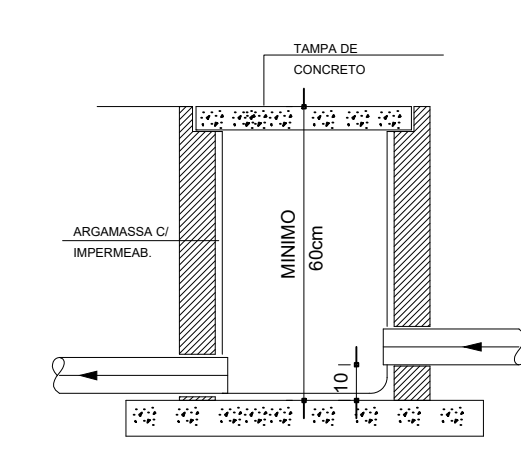 TAMPA DE
CONCRETO
ARGAMASSA C/
IMPERMEAB.
MINIMO
60cm
10